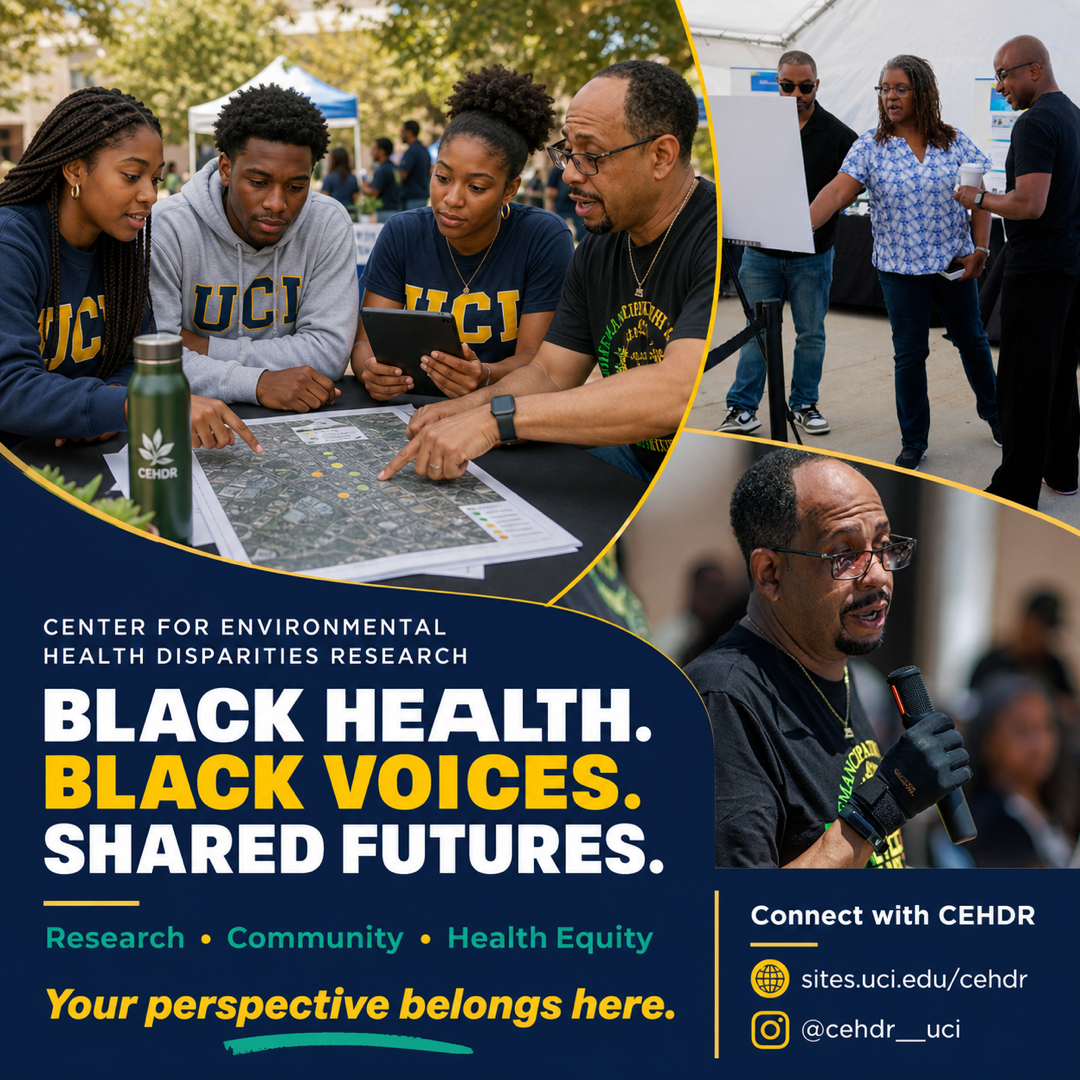 UCI
UCI
UCI
CEHDR
CENTER FOR ENVIRONMENTAL
HEALTH DISPARITIES RESEARCH
BLACK HEALTH.
BLACK VOICES.
SHARED FUTURES.
Research • Community • Health Equity
Your perspective belongs here.
Connect with CEHDR
sites.uci.edu/cehdr
@cehdr__uci